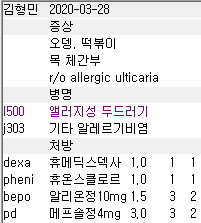 김형민 2020-03-28
증상
오뎅, 떡볶이
목 체간부
r/o allergic ulticaria
병명
l500 앨러지성 두드러기
j303 기타 알레르기비염
처방
dexa 휴메딕스덱사 1.0 1 1
pheni 휴온스클로르 1.0 1 1
bepo 알리온정10mg 1.5 3 2
pd 메프솔정4mg 3.0 3 2